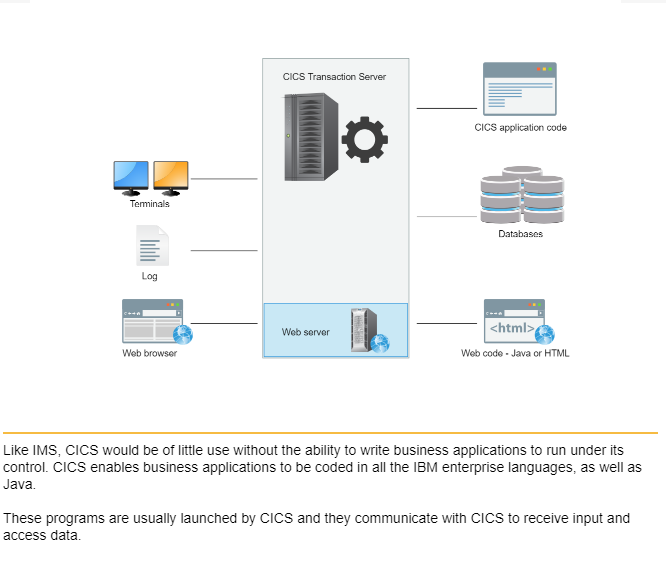 CICS Transaction Server
CICS application code
Terminals
Databases
Log
Web server
<html>
Web browser
Web code - Java or HTML
Like IMS, CICS would be of little use without the ability to write business applications to run under its
control. CICS enables business applications to be coded in all the IBM enterprise languages, as well as
Java.
These programs are usually launched by CICS and they communicate with CICS to receive input and
access data.